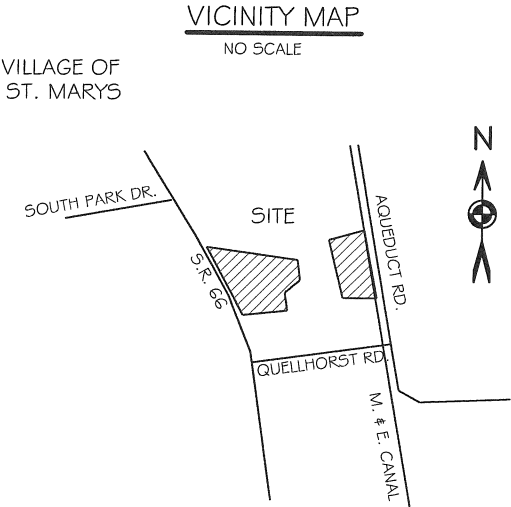 VICINITY MAP
NO SCALE
VILLAGE OF
ST. MARYS
N
SOUTH PARK DR.
SITE
AQUEDUCT RD.
S.R. 66
QUELLHORST RD.
M. & E. CANAL